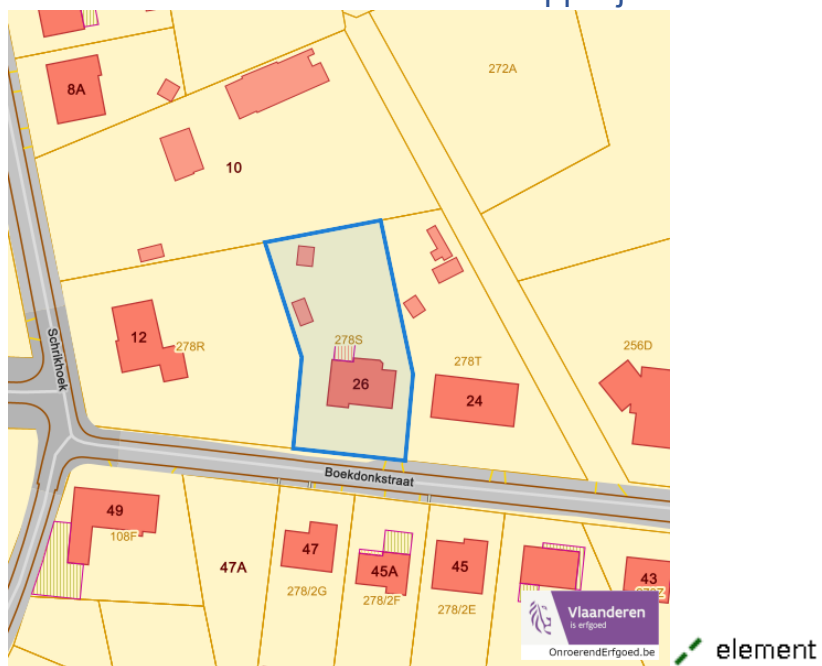 8A
272A
10
Schrikhoek
12
278R
278S
26
278T
24
256D
Boekdonkstraat
49
108F
47A
47
278/2G
45A
278/2F
45
278/2E
43
Vlaanderen
is erfgoed
OnroerendErfgoed.be
element